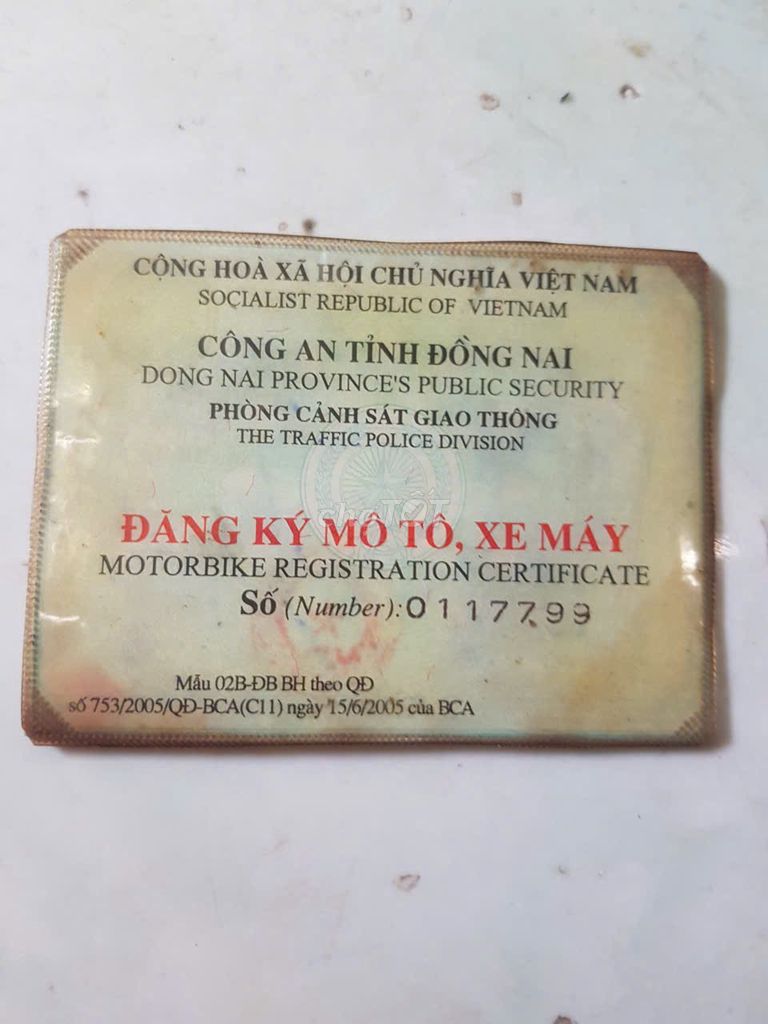 CỘNG HOÀ XÃ HỘI CHỦ NGHĨA VIỆT NAM
SOCIALIST REPUBLIC OF VIETNAM
CÔNG AN TỈNH ĐỒNG NAI
DONG NAI PROVINCE'S PUBLIC SECURITY
PHÒNG CẢNH SÁT GIAO THÔNG
THE TRAFFIC POLICE DIVISION
chợTỐT
ĐĂNG KÝ MÔ TÔ, XE MÁY
MOTORBIKE REGISTRATION CERTIFICATE
Số (Number): 0117799
Mẫu 02B-ĐB BH theo QĐ
số 753/2005/QĐ-BCA(C11) ngày 15/6/2005 của BCA